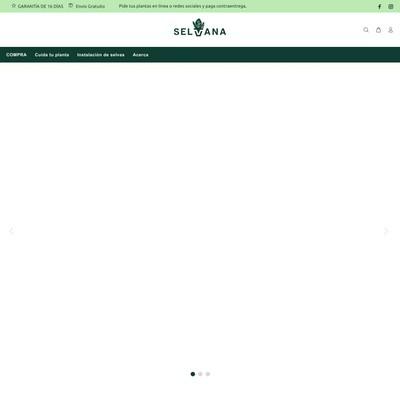 GARANTÍA DE 16 DÍAS Envío Gratuito Pide tus plantas en línea o redes sociales y paga contraentrega.
SELVANA
COMPRA Cuida tu planta Instalación de selvas Acerca